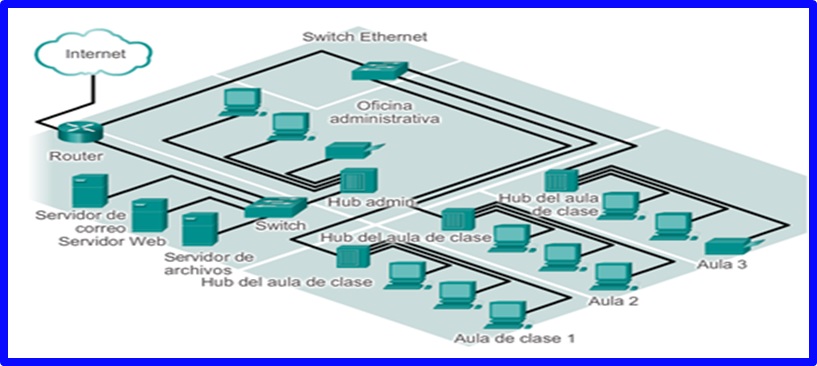 Switch Ethernet
Internet
Oficina
administrativa
Router
Hub admin
Hub del aula
de clase
Servidor de
correo
Servidor Web
Switch
Hub del aula de clase
Servidor de
archivos
Hub del aula de clase
Aula 3
Aula 2
Aula de clase 1